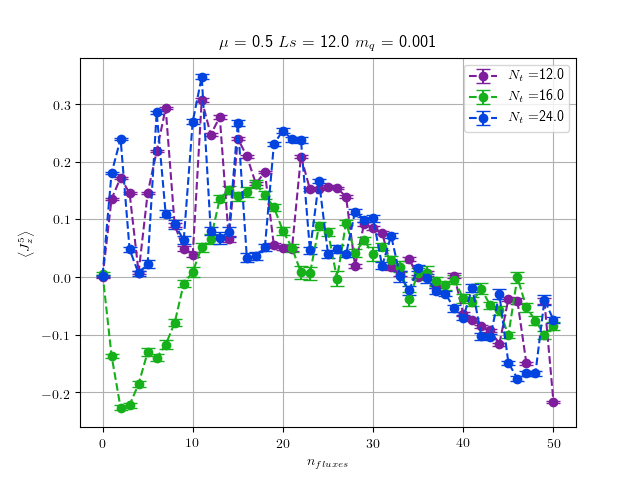 μ = 0.5 Ls = 12.0 m_q = 0.001
N_t =12.0
N_t =16.0
N_t =24.0
⟨J_z^5⟩
0.3
0.2
0.1
0.0
−0.1
−0.2
0 10 20 30 40 50
n_fluxes